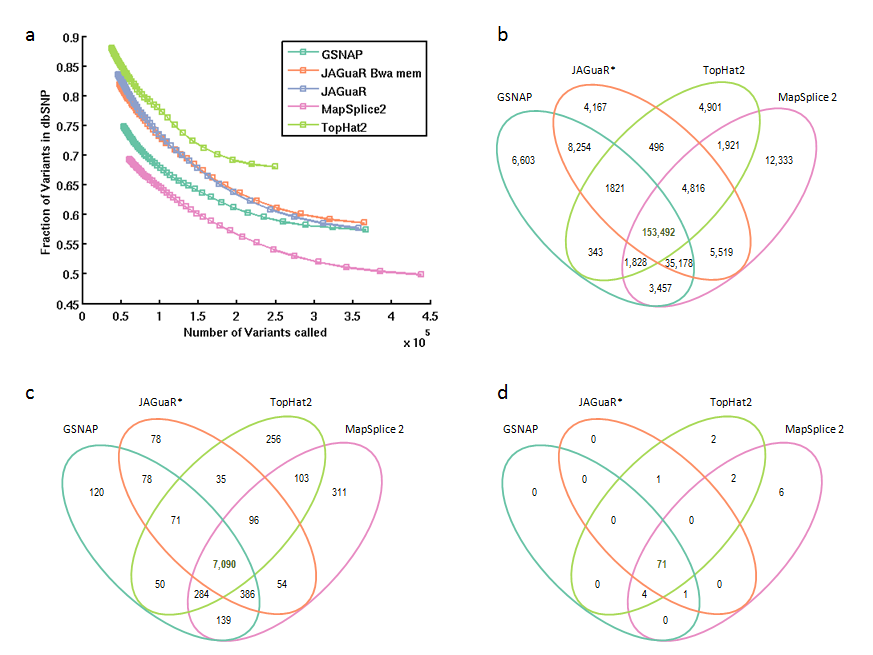 a
Fraction of Variants in dbSNP
0.9
0.85
0.8
0.75
0.7
0.65
0.6
0.55
0.5
0.45
0
0.5
1
1.5
2
2.5
3
3.5
4
4.5
x 10^5
Number of Variants called
GSNAP
JAGuaR Bwa mem
JAGuaR
MapSplice2
TopHat2
b
JAGuaR*
TopHat2
GSNAP
MapSplice 2
4,167
4,901
8,254
496
1,921
6,603
12,333
1821
4,816
153,492
343
1,828
35,178
5,519
3,457
c
JAGuaR*
TopHat2
GSNAP
MapSplice 2
78
256
78
35
103
120
311
71
96
7,090
50
284
386
54
139
d
JAGuaR*
TopHat2
GSNAP
MapSplice 2
0
2
0
1
2
0
6
0
0
71
0
4
1
0
0